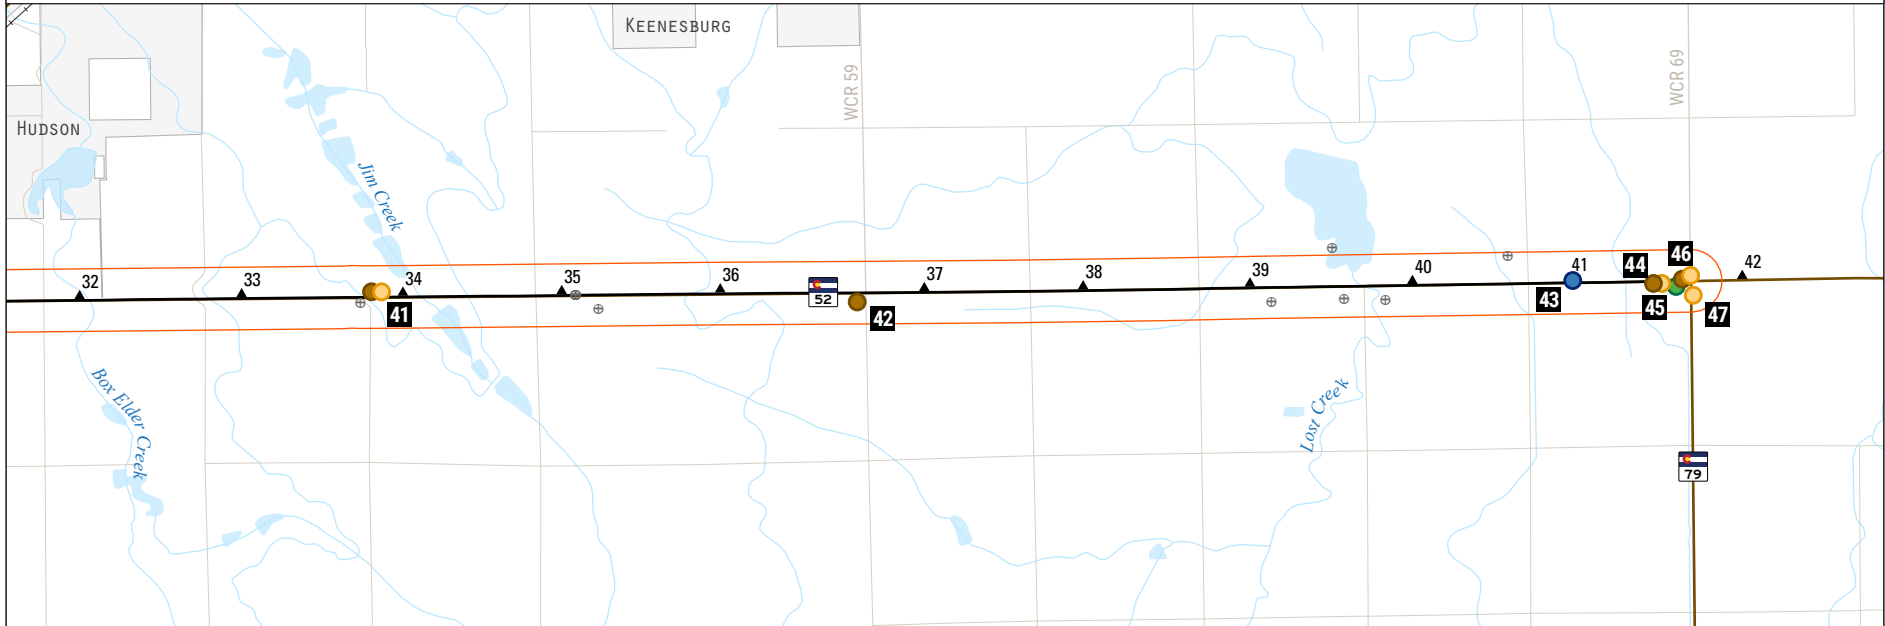 KEENESBURG
WCR 59
WCR 69
HUDSON
Jim Creek
32
33
34
35
36
37
38
39
40
41
42
52
41
42
43
44
45
46
47
Box Elder Creek
Lost Creek
79